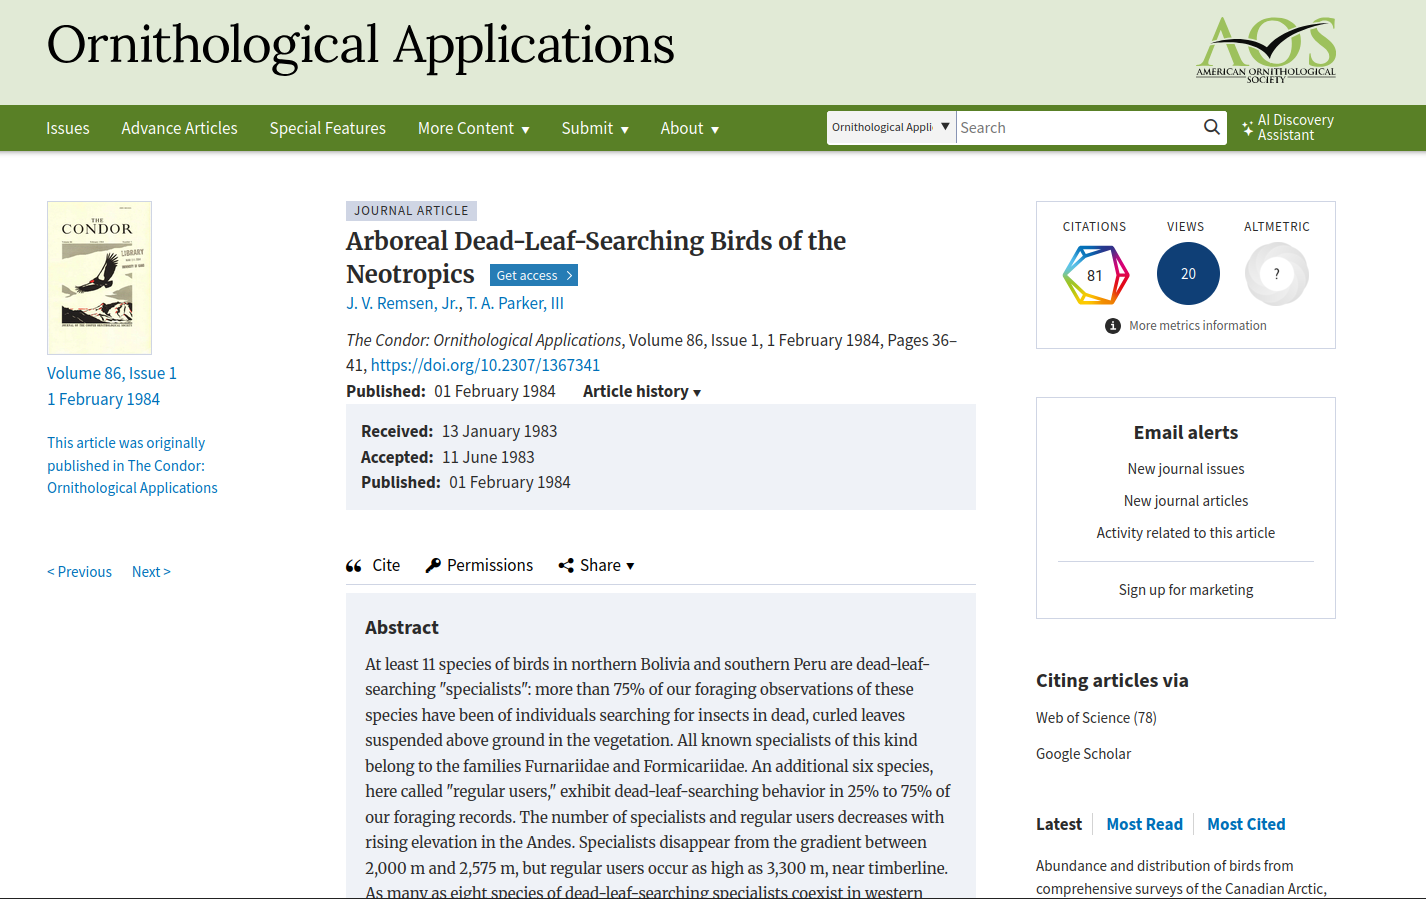 Ornithological Applications
AOS
AMERICAN ORNITHOLOGICAL
SOCIETY
Issues
Advance Articles
Special Features
More Content
Submit
About
Ornithological Appli
Search
AI Discovery
Assistant
THE
CONDOR
LIBRARY
Volume 86, Issue 1
1 February 1984
This article was originally
published in The Condor:
Ornithological Applications
< Previous
Next >
JOURNAL ARTICLE
Arboreal Dead-Leaf-Searching Birds of the
Neotropics
Get access
J. V. Remsen, Jr., T. A. Parker, III
The Condor: Ornithological Applications, Volume 86, Issue 1, 1 February 1984, Pages 36–
41, https://doi.org/10.2307/1367341
Published: 01 February 1984
Article history
Received: 13 January 1983
Accepted: 11 June 1983
Published: 01 February 1984
Cite
Permissions
Share
Abstract
At least 11 species of birds in northern Bolivia and southern Peru are dead-leaf-
searching "specialists": more than 75% of our foraging observations of these
species have been of individuals searching for insects in dead, curled leaves
suspended above ground in the vegetation. All known specialists of this kind
belong to the families Furnariidae and Formicariidae. An additional six species,
here called "regular users," exhibit dead-leaf-searching behavior in 25% to 75% of
our foraging records. The number of specialists and regular users decreases with
rising elevation in the Andes. Specialists disappear from the gradient between
2,000 m and 2,575 m, but regular users occur as high as 3,300 m, near timberline.
As many as eight species of dead-leaf-searching specialists coexist in western
CITATIONS
VIEWS
ALTMETRIC
81
20
?
More metrics information
Email alerts
New journal issues
New journal articles
Activity related to this article
Sign up for marketing
Citing articles via
Web of Science (78)
Google Scholar
Latest
Most Read
Most Cited
Abundance and distribution of birds from
comprehensive surveys of the Canadian Arctic,